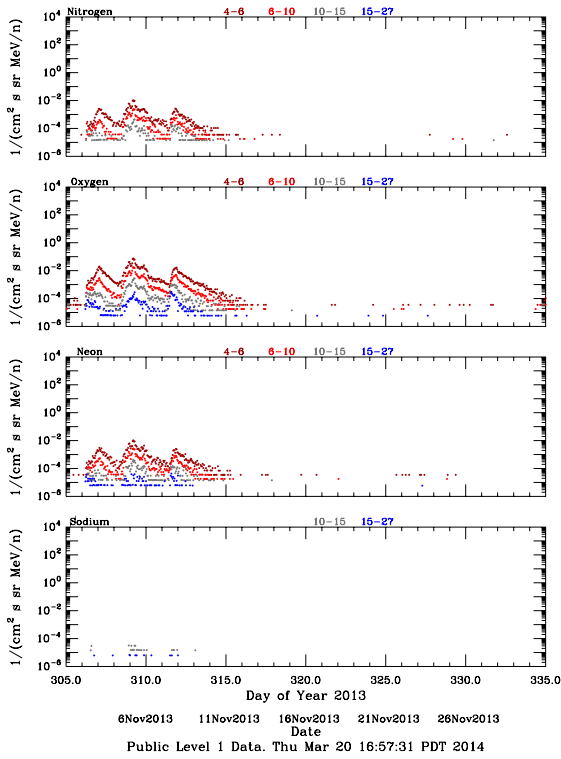 Nitrogen 4-6 6-10 10-15 15-27
10^4
10^2
10^0
10^-2
10^-4
10^-6
1/(cm^2 s sr MeV/n)
Oxygen 4-6 6-10 10-15 15-27
10^4
10^2
10^0
10^-2
10^-4
10^-6
1/(cm^2 s sr MeV/n)
Neon 4-6 6-10 10-15 15-27
10^4
10^2
10^0
10^-2
10^-4
10^-6
1/(cm^2 s sr MeV/n)
Sodium 10-15 15-27
10^4
10^2
10^0
10^-2
10^-4
10^-6
1/(cm^2 s sr MeV/n)
305.0 310.0 315.0 320.0 325.0 330.0 335.0
Day of Year 2013
6Nov2013 11Nov2013 16Nov2013 21Nov2013 26Nov2013
Date
Public Level 1 Data. Thu Mar 20 16:57:31 PDT 2014